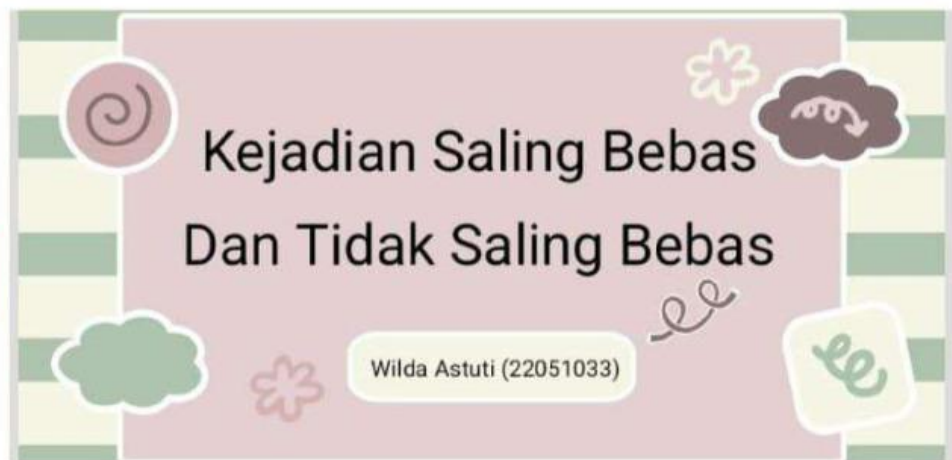 Kejadian Saling Bebas
Dan Tidak Saling Bebas
Wilda Astuti (22051033)